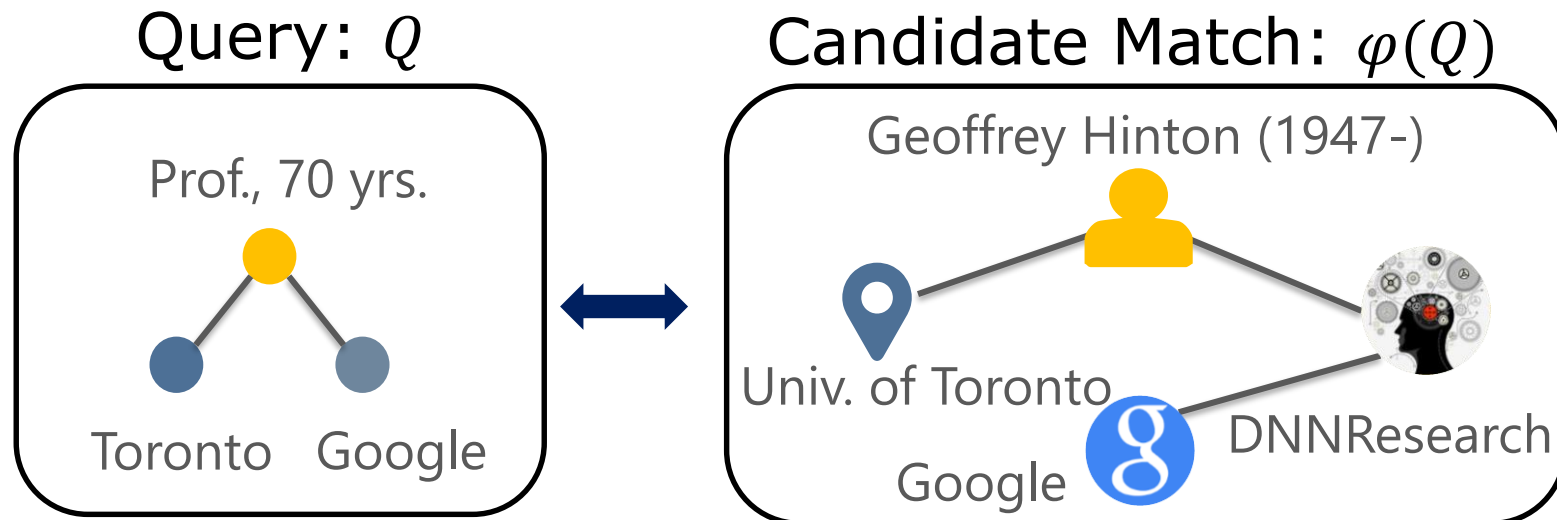 Query: Q
Candidate Match: φ(Q)
Prof., 70 yrs.
Toronto
Google
Geoffrey Hinton (1947-)
Univ. of Toronto
g
Google
DNNResearch